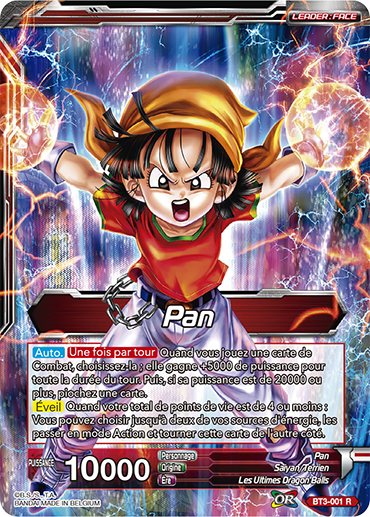 LEADER : FACE
Pan
Auto. Une fois par tour Quand vous jouez une carte de
Combat, choisissez-la ; elle gagne +5000 de puissance pour
toute la durée du tour. Puis, si sa puissance est de 20000 ou
plus, piochez une carte.
Éveil Quand votre total de points de vie est de 4 ou moins :
Vous pouvez choisir jusqu'à deux de vos sources d'énergie, les
passer en mode Action et tourner cette carte de l'autre côté.
PUISSANCE 10000
Personnage Pan
Origine Saiyan/Terrien
Ère Les Ultimes Dragon Balls
©B.S./S., T.A.
BANDAI MADE IN BELGIUM
BT3-001 R